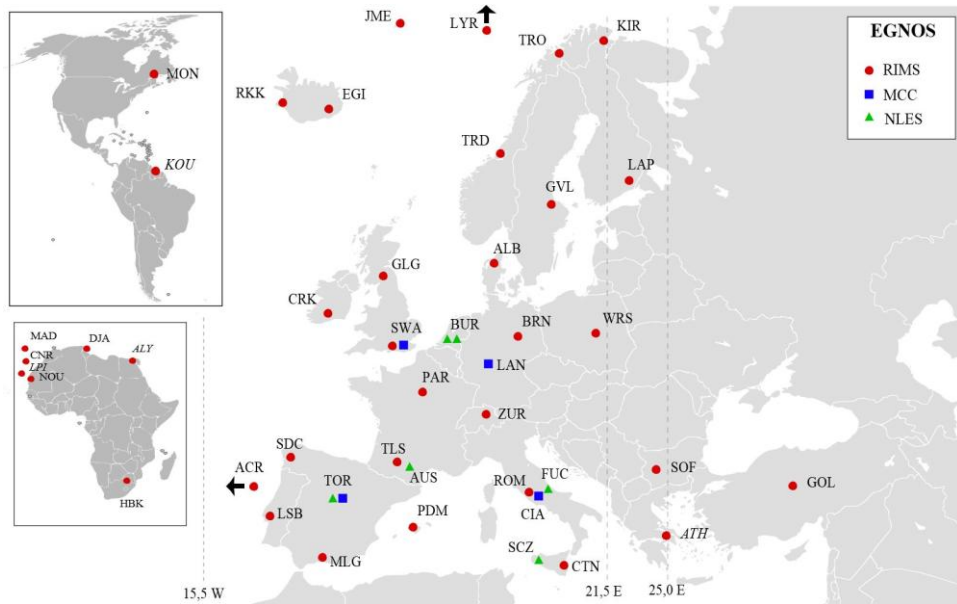 JME
LYR
KIR
TRO
EGNOS
RIMS
MCC
NLES
MON
RKK
EGI
KOU
TRD
LAP
GVL
ALB
GLG
CRK
SWA
BUR
BRN
WRS
MAD
DJA
ALY
CNR
LPI
NOU
HBK
LAN
PAR
ZUR
SDC
TLS
AUS
ACR
TOR
ROM
FUC
CIA
SOF
GOL
LSB
PDM
ATH
MLG
SCZ
CTN
15,5 W
21,5 E
25,0 E